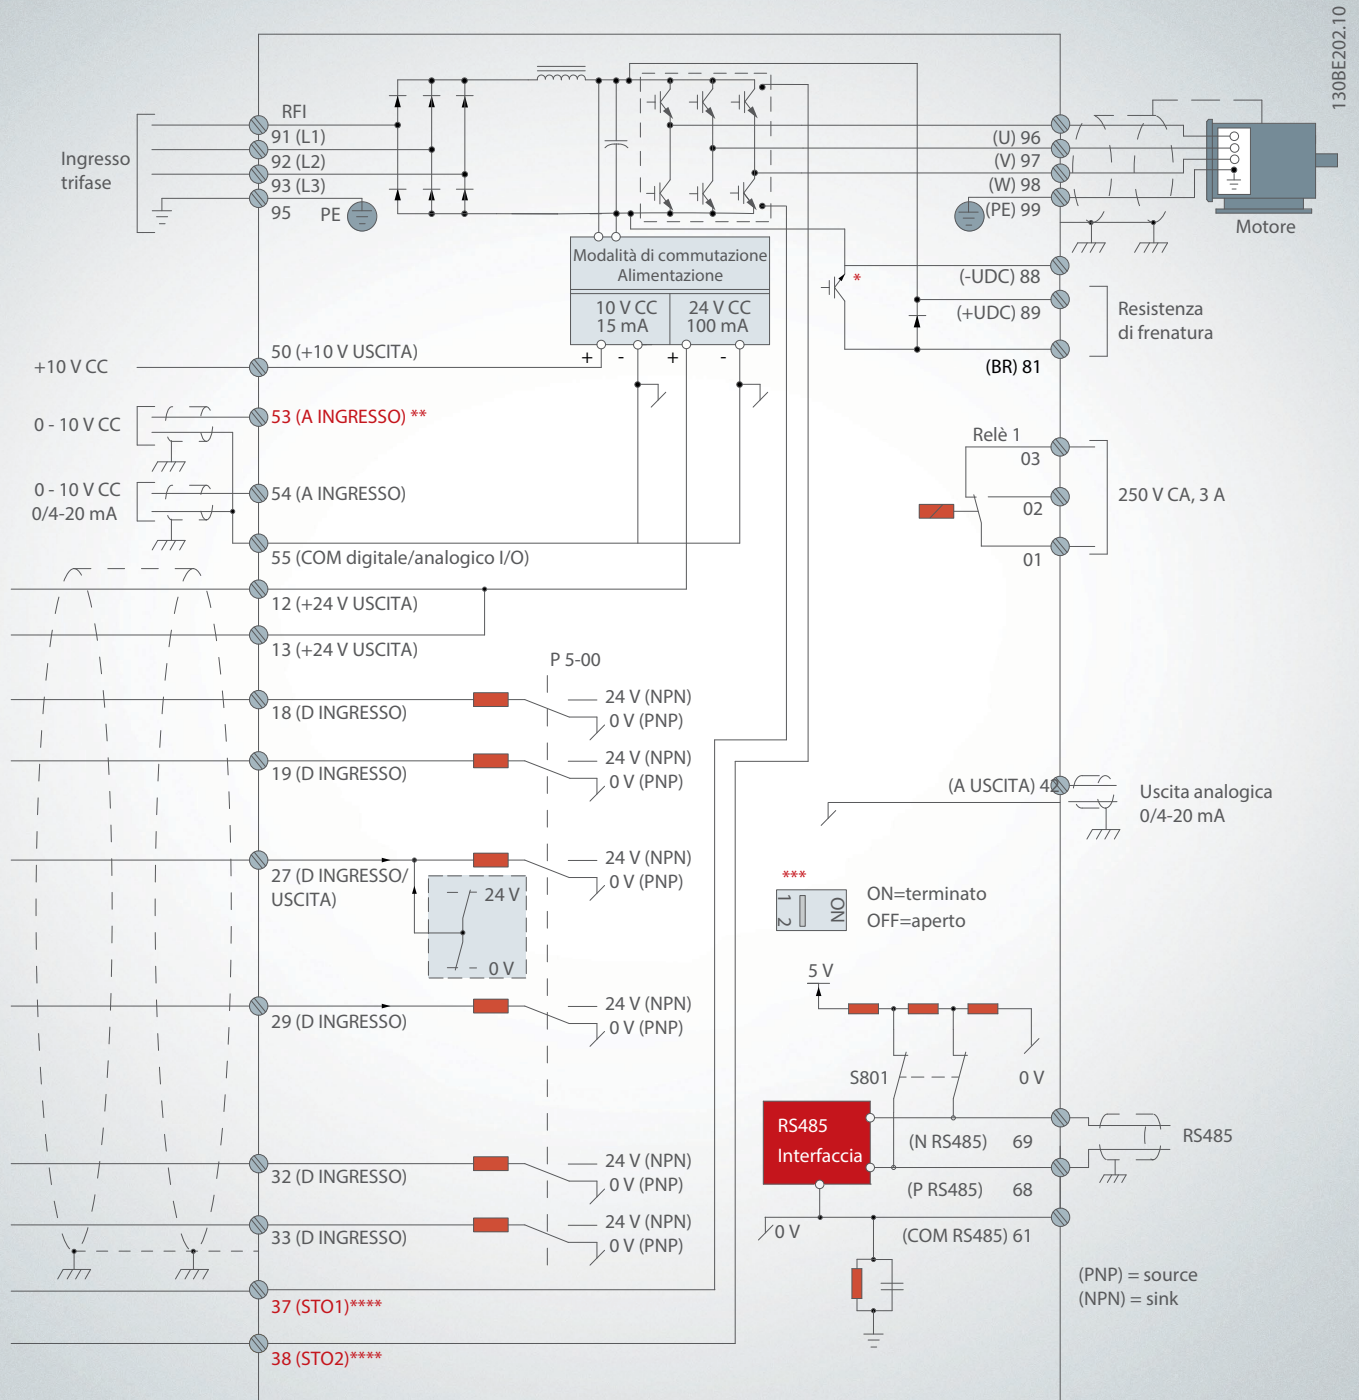 130BE202.10
RFI
91 (L1)
92 (L2)
93 (L3)
95
PE
Ingresso
trifase
(U) 96
(V) 97
(W) 98
(PE) 99
Motore
Modalità di commutazione
Alimentazione
10 V CC
15 mA
24 V CC
100 mA
+ - + -
*
(-UDC) 88
(+UDC) 89
(BR) 81
Resistenza
di frenatura
+10 V CC
50 (+10 V USCITA)
0 - 10 V CC
53 (A INGRESSO) **
0 - 10 V CC
0/4-20 mA
54 (A INGRESSO)
55 (COM digitale/analogico I/O)
12 (+24 V USCITA)
13 (+24 V USCITA)
Relè 1
03
02
01
250 V CA, 3 A
P 5-00
18 (D INGRESSO)
24 V (NPN)
0 V (PNP)
19 (D INGRESSO)
24 V (NPN)
0 V (PNP)
27 (D INGRESSO/
USCITA)
24 V (NPN)
0 V (PNP)
24 V
0 V
29 (D INGRESSO)
24 V (NPN)
0 V (PNP)
32 (D INGRESSO)
24 V (NPN)
0 V (PNP)
33 (D INGRESSO)
24 V (NPN)
0 V (PNP)
37 (STO1)****
38 (STO2)****
(A USCITA) 42
Uscita analogica
0/4-20 mA
***
1 2
ON
ON=terminato
OFF=aperto
5 V
S801
0 V
RS485
Interfaccia
(N RS485) 69
(P RS485) 68
RS485
0 V
(COM RS485) 61
(PNP) = source
(NPN) = sink